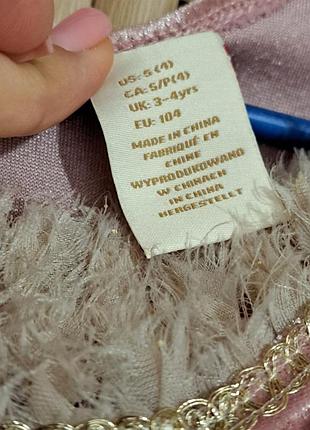 US: 5 (4)
CA: 5/P(4)
UK: 3-4yrs
EU: 104
MADE IN CHINA
FABRIQUÉ EN
CHINE
WYPRODUKOWANO
W CHINACH
IN CHINA
HERGESTELLT